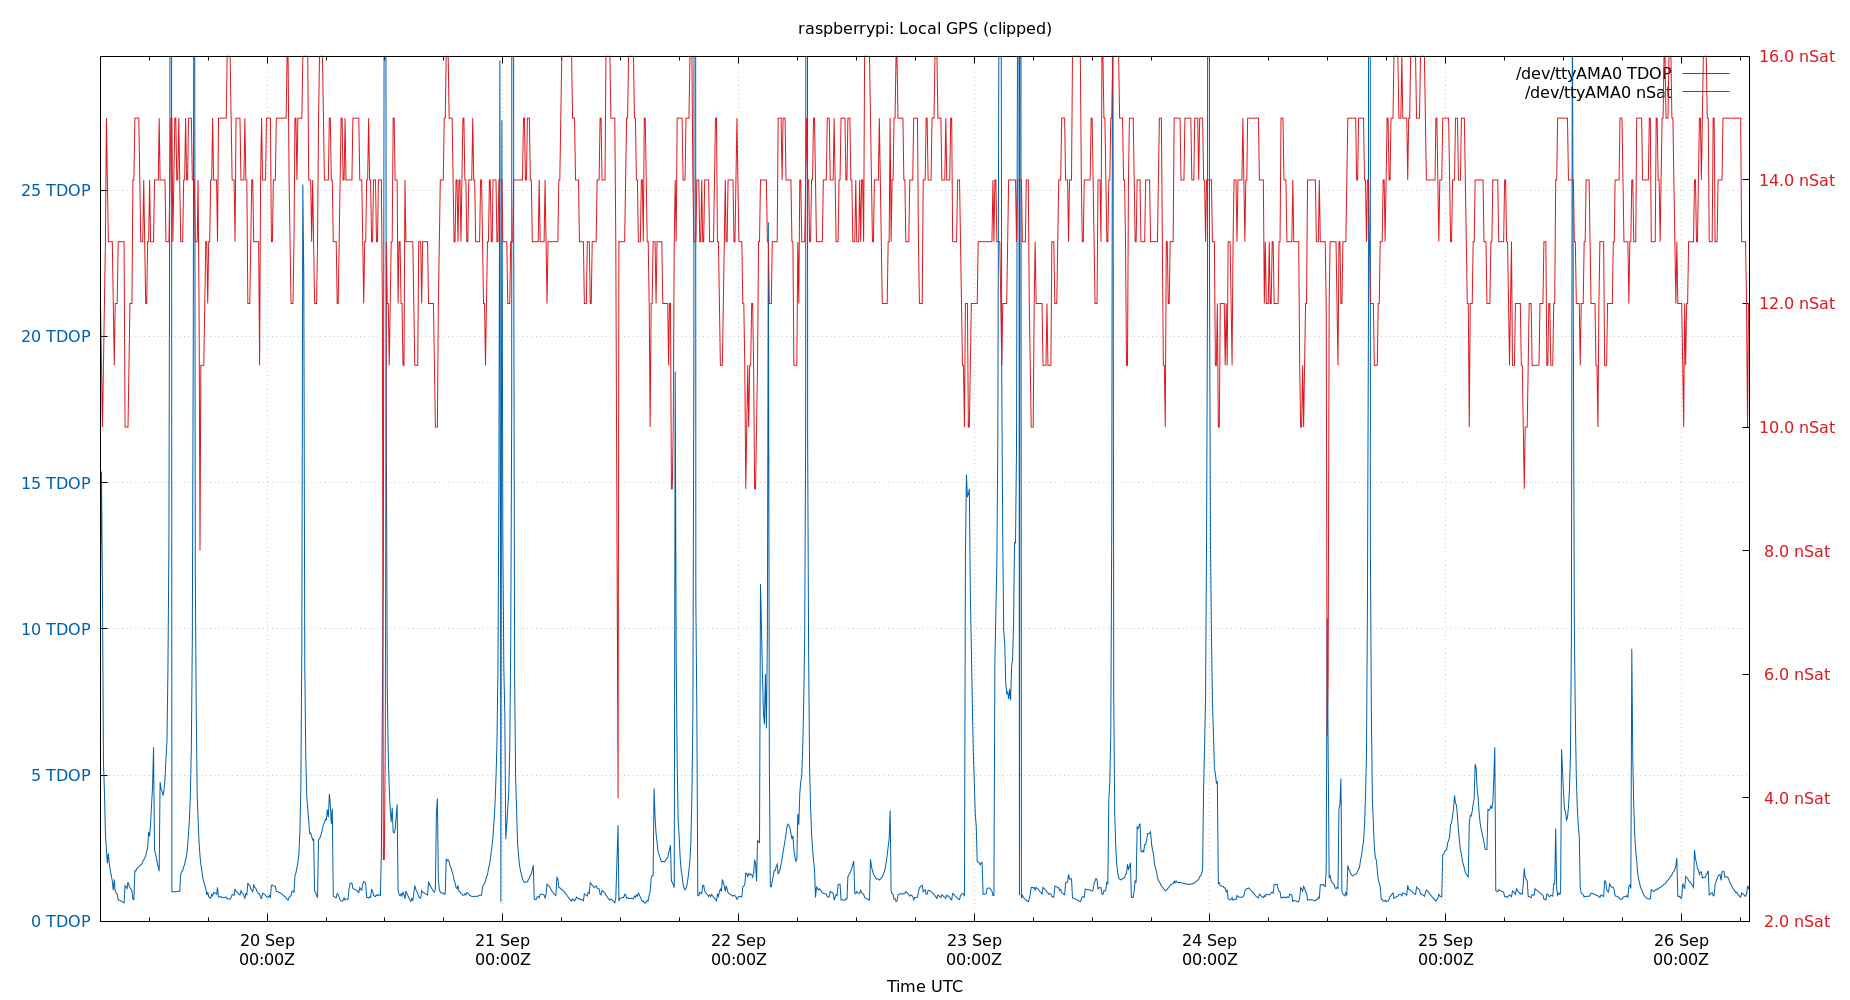 raspberrypi: Local GPS (clipped)
16.0 nSat
/dev/ttyAMA0 TDOP
/dev/ttyAMA0 nSat
25 TDOP
14.0 nSat
12.0 nSat
20 TDOP
10.0 nSat
15 TDOP
8.0 nSat
10 TDOP
6.0 nSat
5 TDOP
4.0 nSat
0 TDOP
2.0 nSat
20 Sep 21 Sep 22 Sep 23 Sep 24 Sep 25 Sep 26 Sep
00:00Z 00:00Z 00:00Z 00:00Z 00:00Z 00:00Z 00:00Z
Time UTC